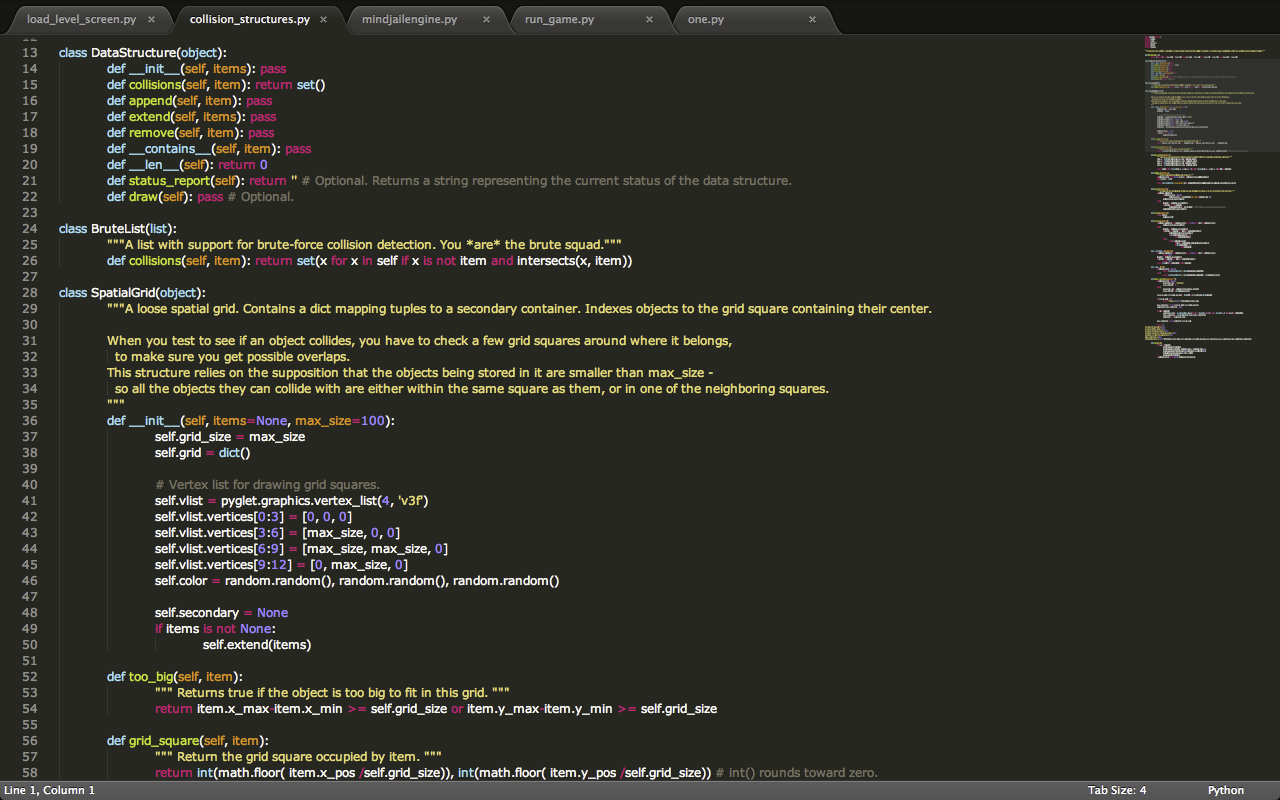 load_level_screen.py × collision_structures.py × mindjailengine.py × run_game.py × one.py ×
12
13 class DataStructure(object):
14 def __init__(self, items): pass
15 def collisions(self, item): return set()
16 def append(self, item): pass
17 def extend(self, items): pass
18 def remove(self, item): pass
19 def __contains__(self, item): pass
20 def __len__(self): return 0
21 def status_report(self): return '' # Optional. Returns a string representing the current status of the data structure.
22 def draw(self): pass # Optional.
23
24 class BruteList(list):
25 """A list with support for brute-force collision detection. You *are* the brute squad."""
26 def collisions(self, item): return set(x for x in self if x is not item and intersects(x, item))
27
28 class SpatialGrid(object):
29 """A loose spatial grid. Contains a dict mapping tuples to a secondary container. Indexes objects to the grid square containing their center.
30
31 When you test to see if an object collides, you have to check a few grid squares around where it belongs,
32 to make sure you get possible overlaps.
33 This structure relies on the supposition that the objects being stored in it are smaller than max_size -
34 so all the objects they can collide with are either within the same square as them, or in one of the neighboring squares.
35 """
36 def __init__(self, items=None, max_size=100):
37 self.grid_size = max_size
38 self.grid = dict()
39
40 # Vertex list for drawing grid squares.
41 self.vlist = pyglet.graphics.vertex_list(4, 'v3f')
42 self.vlist.vertices[0:3] = [0, 0, 0]
43 self.vlist.vertices[3:6] = [max_size, 0, 0]
44 self.vlist.vertices[6:9] = [max_size, max_size, 0]
45 self.vlist.vertices[9:12] = [0, max_size, 0]
46 self.color = random.random(), random.random(), random.random()
47
48 self.secondary = None
49 if items is not None:
50 self.extend(items)
51
52 def too_big(self, item):
53 """ Returns true if the object is too big to fit in this grid. """
54 return item.x_max-item.x_min >= self.grid_size or item.y_max-item.y_min >= self.grid_size
55
56 def grid_square(self, item):
57 """ Return the grid square occupied by item. """
58 return int(math.floor( item.x_pos /self.grid_size)), int(math.floor( item.y_pos /self.grid_size)) # int() rounds toward zero.
Line 1, Column 1 Tab Size: 4 Python